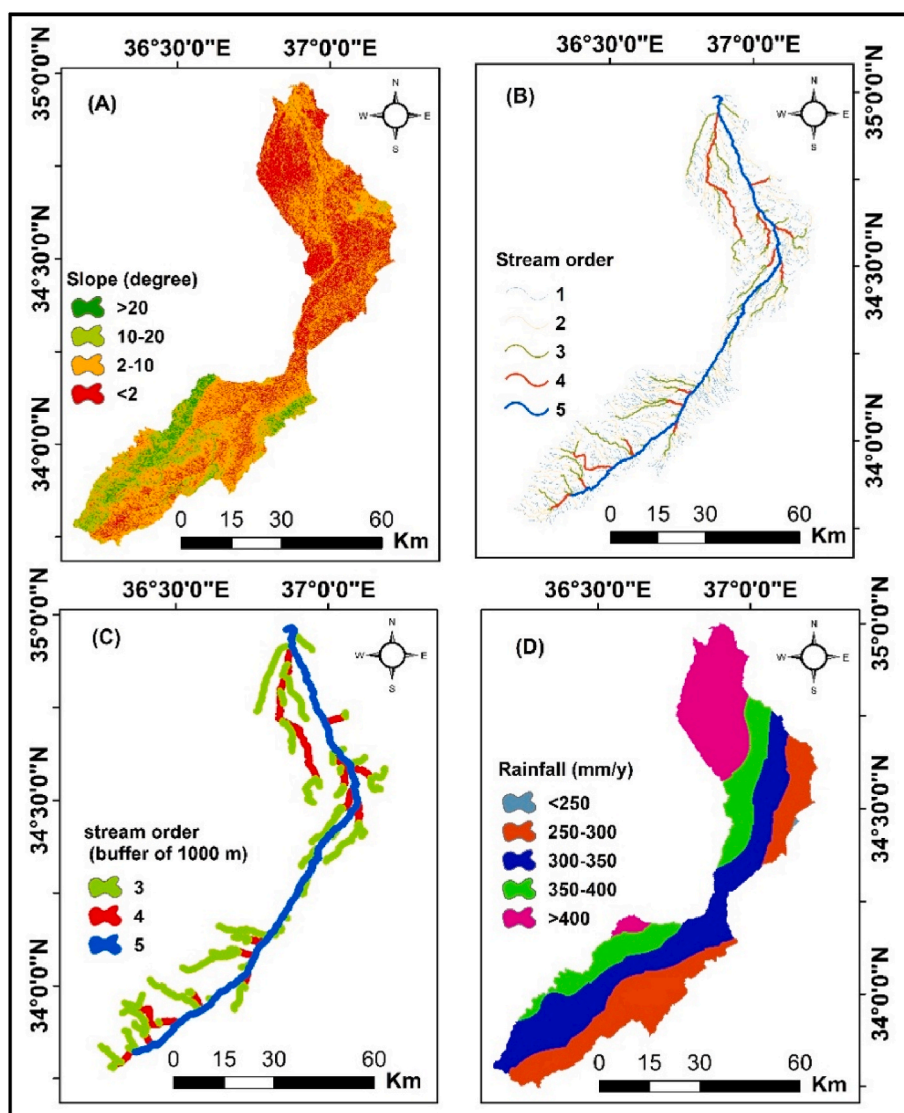 36°30'0"E 37°0'0"E
(A)
N
W E
S
35°0'0"N
34°30'0"N
34°0'0"N
Slope (degree)
>20
10-20
2-10
<2
0 15 30 60
Km
36°30'0"E 37°0'0"E
(B)
N
W E
S
35°0'0"N
34°30'0"N
34°0'0"N
Stream order
1
2
3
4
5
0 15 30 60
Km
36°30'0"E 37°0'0"E
(C)
N
W E
S
35°0'0"N
34°30'0"N
34°0'0"N
stream order
(buffer of 1000 m)
3
4
5
0 15 30 60
Km
36°30'0"E 37°0'0"E
(D)
N
W E
S
35°0'0"N
34°30'0"N
34°0'0"N
Rainfall (mm/y)
<250
250-300
300-350
350-400
>400
0 15 30 60
Km